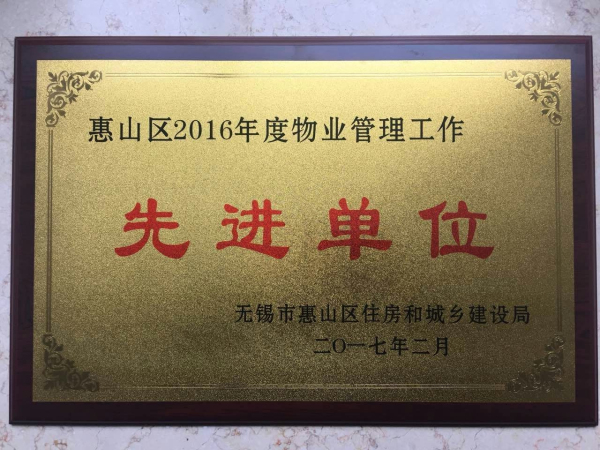 惠山区2016年度物业管理工作
先进单位
无锡市惠山区住房和城乡建设局
二〇一七年二月